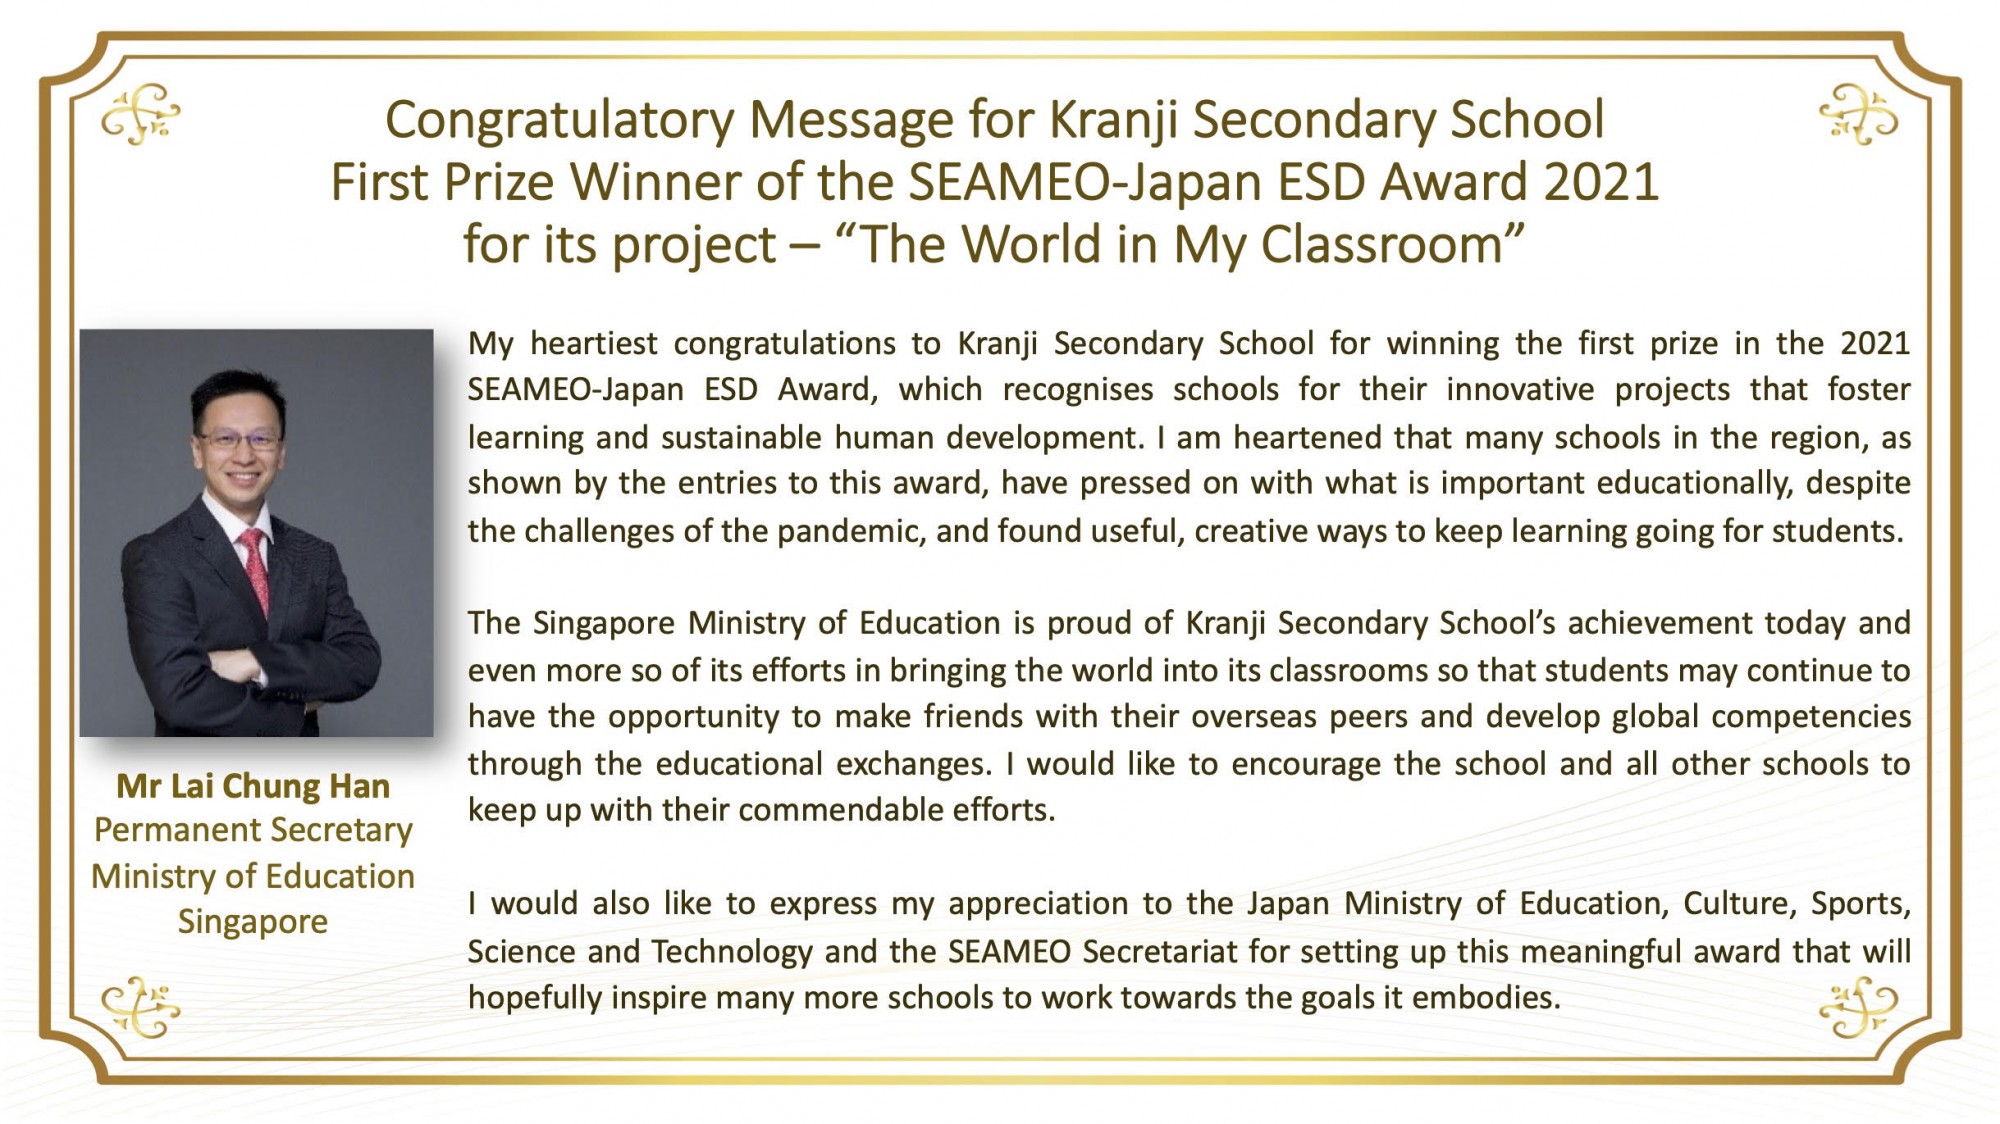 Congratulatory Message for Kranji Secondary School
First Prize Winner of the SEAMEO-Japan ESD Award 2021
for its project – “The World in My Classroom”
My heartiest congratulations to Kranji Secondary School for winning the first prize in the 2021
SEAMEO-Japan ESD Award, which recognises schools for their innovative projects that foster
learning and sustainable human development. I am heartened that many schools in the region, as
shown by the entries to this award, have pressed on with what is important educationally, despite
the challenges of the pandemic, and found useful, creative ways to keep learning going for students.
The Singapore Ministry of Education is proud of Kranji Secondary School’s achievement today and
even more so of its efforts in bringing the world into its classrooms so that students may continue to
have the opportunity to make friends with their overseas peers and develop global competencies
through the educational exchanges. I would like to encourage the school and all other schools to
keep up with their commendable efforts.
I would also like to express my appreciation to the Japan Ministry of Education, Culture, Sports,
Science and Technology and the SEAMEO Secretariat for setting up this meaningful award that will
hopefully inspire many more schools to work towards the goals it embodies.
Mr Lai Chung Han
Permanent Secretary
Ministry of Education
Singapore